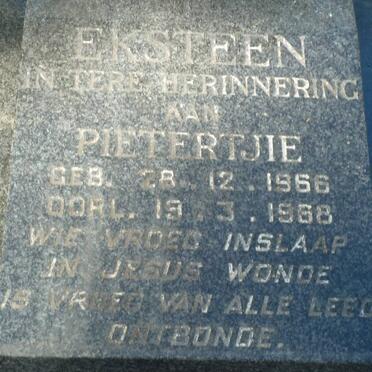 EKSTEEN
IN TERE HERINNERING
AAN
PIETERTJIE
GEB. 28.12.1966
OORL. 13.3.1968
WIE VROEG INSLAAP
IN JESUS WONDE
IS VROEG VAN ALLE LEED
ONTBONDE.